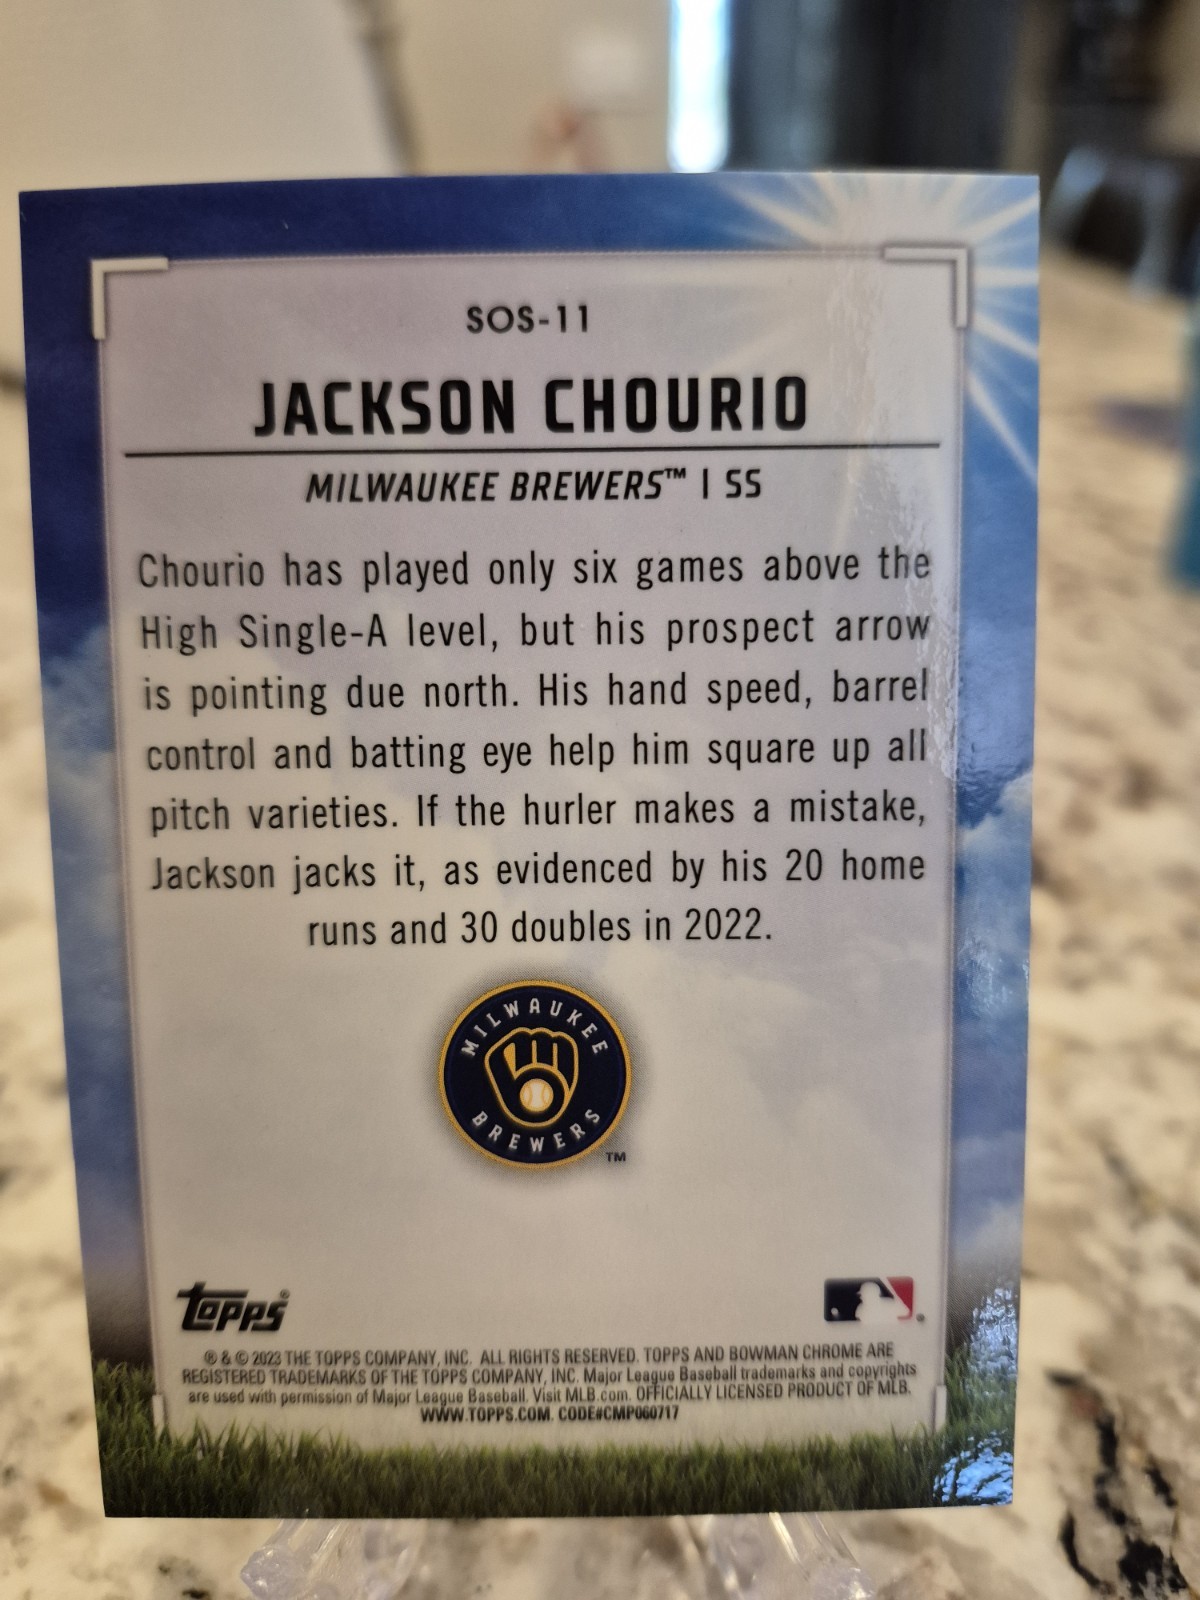 SOS-11
JACKSON CHOURIO
MILWAUKEE BREWERS™ | SS
Chourio has played only six games above the
High Single-A level, but his prospect arrow
is pointing due north. His hand speed, barrel
control and batting eye help him square up all
pitch varieties. If the hurler makes a mistake,
Jackson jacks it, as evidenced by his 20 home
runs and 30 doubles in 2022.
MILWAUKEE
BREWERS
TM
topps®
® & © 2023 THE TOPPS COMPANY, INC. ALL RIGHTS RESERVED. TOPPS AND BOWMAN CHROME ARE
REGISTERED TRADEMARKS OF THE TOPPS COMPANY, INC. Major League Baseball trademarks and copyrights
are used with permission of Major League Baseball. Visit MLB.com. OFFICIALLY LICENSED PRODUCT OF MLB.
WWW.TOPPS.COM. CODE#CMP060717